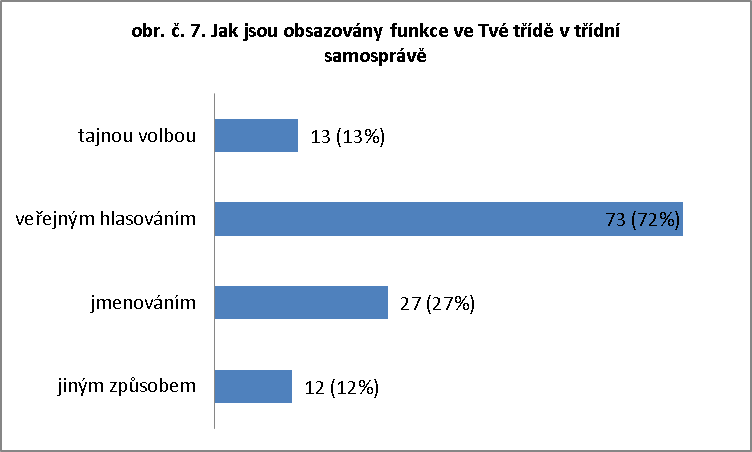 obr. č. 7. Jak jsou obsazovány funkce ve Tvé třídě v třídní
samosprávě
tajnou volbou 13 (13%)
veřejným hlasováním 73 (72%)
jmenováním 27 (27%)
jiným způsobem 12 (12%)